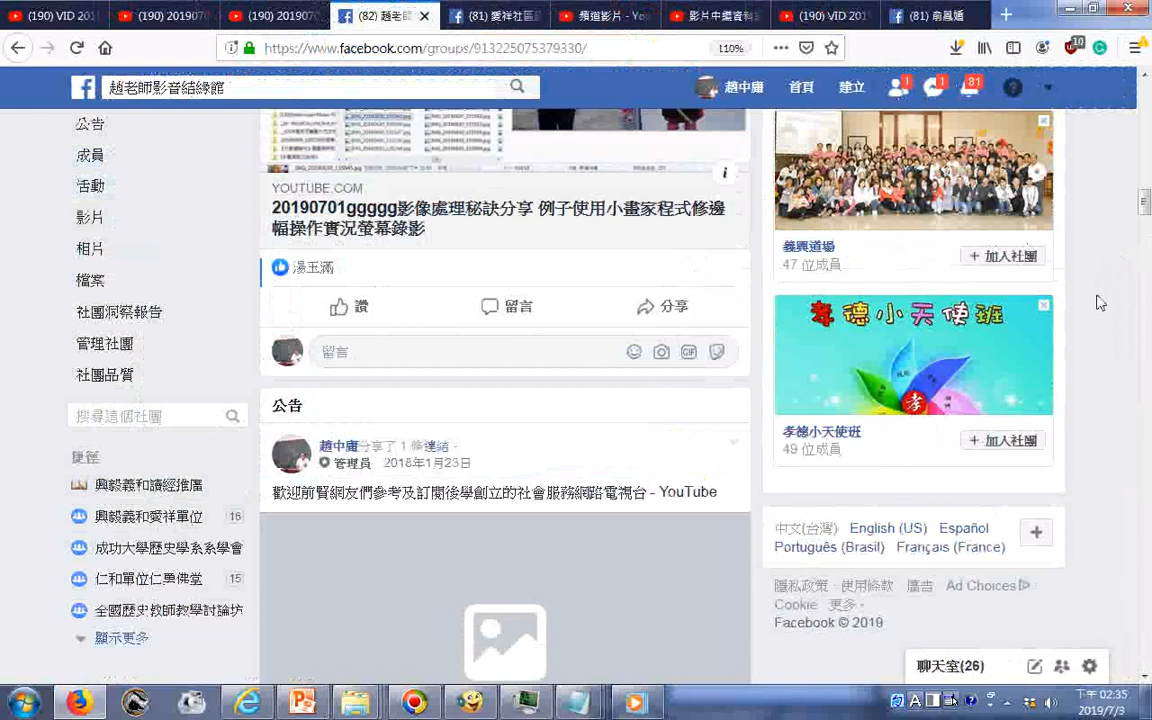 (190) VID 201
(190) 201907
(190) 201907
(82) 趙老師
(81) 愛祥社區
頻道影片 - You
影片中繼資料
(190) VID 201
(81) 翁鳳嬌
https://www.facebook.com/groups/913225075379330/
110%
10
趙老師影音結緣館
趙中庸
首頁
建立
1
1
31
公告
成員
活動
影片
相片
檔案
社團洞察報告
管理社團
社團品質
搜尋這個社團
捷徑
興毅義和讀經推廣
興毅義和愛祥單位 16
成功大學歷史學系系學會
仁和單位仁愿佛堂 15
全國歷史教師教學討論坊
顯示更多
YOUTUBE.COM
20190701ggggg影像處理秘訣分享 例子使用小畫家程式修邊
幅操作實況螢幕錄影
湯玉滿
讚
留言
分享
留言
GIF
公告
趙中庸分享了 1 條連結。
管理員 2018年1月23日
歡迎前賢網友們參考及訂閱後學創立的社會服務網路電視台 - YouTube
義興道場
47 位成員
+ 加入社團
孝德小天使班
孝
孝德小天使班
49 位成員
+ 加入社團
中文(台灣) English (US) Español
Português (Brasil) Français (France)
隱私政策 使用條款 廣告 Ad Choices
Cookie 更多
Facebook © 2019
聊天室(26)
下午 02:35
2019/7/3